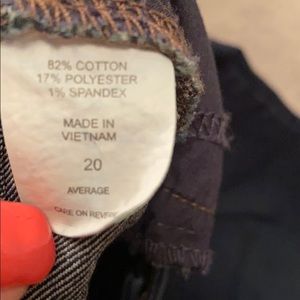 82% COTTON
17% POLYESTER
1% SPANDEX
MADE IN
VIETNAM
20
AVERAGE
CARE ON REVERSE